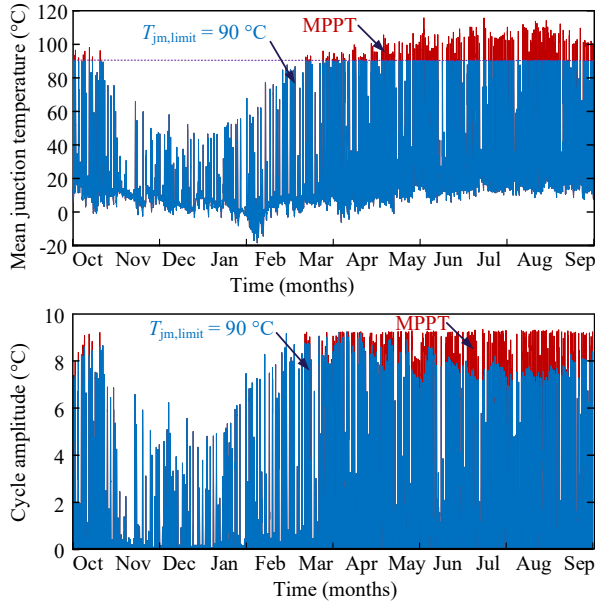 Mean junction temperature (°C)
120
100
80
60
40
20
0
-20
Tjm,limit = 90 °C
MPPT
Oct Nov Dec Jan Feb Mar Apr May Jun Jul Aug Sep
Time (months)
Cycle amplitude (°C)
10
8
6
4
2
0
Tjm,limit = 90 °C
MPPT
Oct Nov Dec Jan Feb Mar Apr May Jun Jul Aug Sep
Time (months)